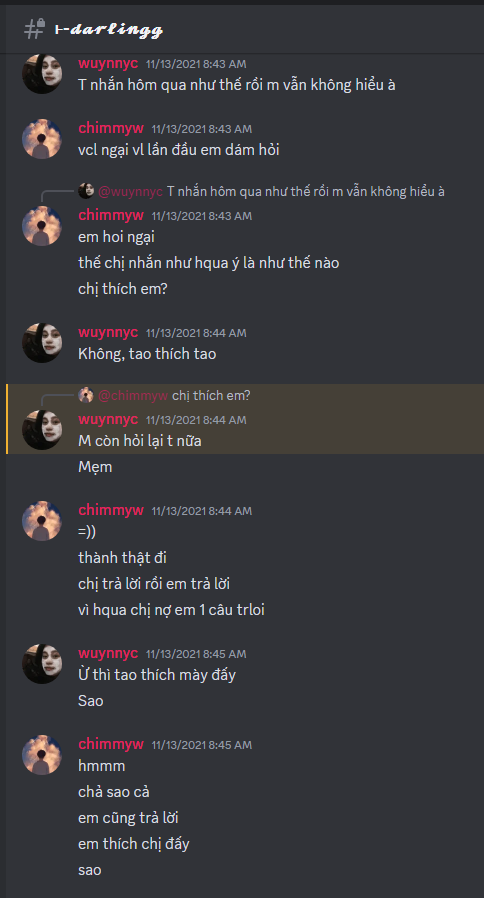 ⊢𝓭𝓪𝓻𝓵𝓲𝓷𝓰𝓰
wuynnyc 11/13/2021 8:43 AM
T nhắn hôm qua như thế rồi m vẫn không hiểu à
chimmyw 11/13/2021 8:43 AM
vcl ngại vl lần đầu em dám hỏi
@wuynnyc T nhắn hôm qua như thế rồi m vẫn không hiểu à
chimmyw 11/13/2021 8:43 AM
em hoi ngại
thế chị nhắn như hqua ý là như thế nào
chị thích em?
wuynnyc 11/13/2021 8:44 AM
Không, tao thích tao
@chimmyw chị thích em?
wuynnyc 11/13/2021 8:44 AM
M còn hỏi lại t nữa
Mẹm
chimmyw 11/13/2021 8:44 AM
=))
thành thật đi
chị trả lời rồi em trả lời
vì hqua chị nợ em 1 câu trloi
wuynnyc 11/13/2021 8:45 AM
Ừ thì tao thích mày đấy
Sao
chimmyw 11/13/2021 8:45 AM
hmmm
chả sao cả
em cũng trả lời
em thích chị đấy
sao